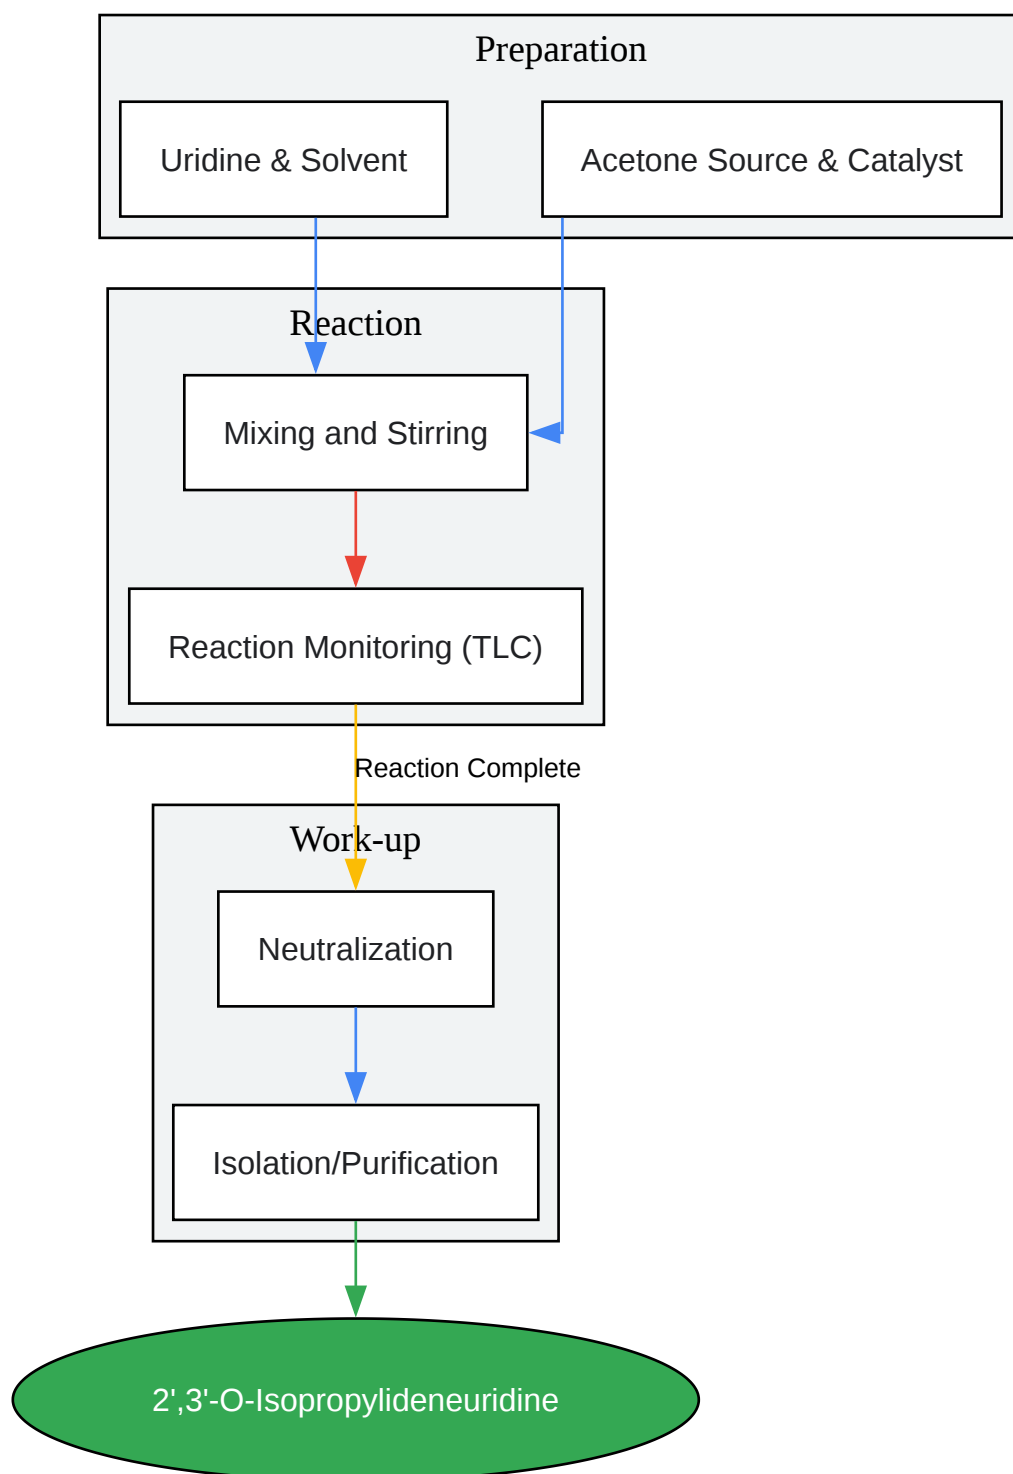 Preparation
Uridine & Solvent
Acetone Source & Catalyst
Reaction
Mixing and Stirring
Reaction Monitoring (TLC)
Reaction Complete
Work-up
Neutralization
Isolation/Purification
2',3'-O-Isopropylideneuridine